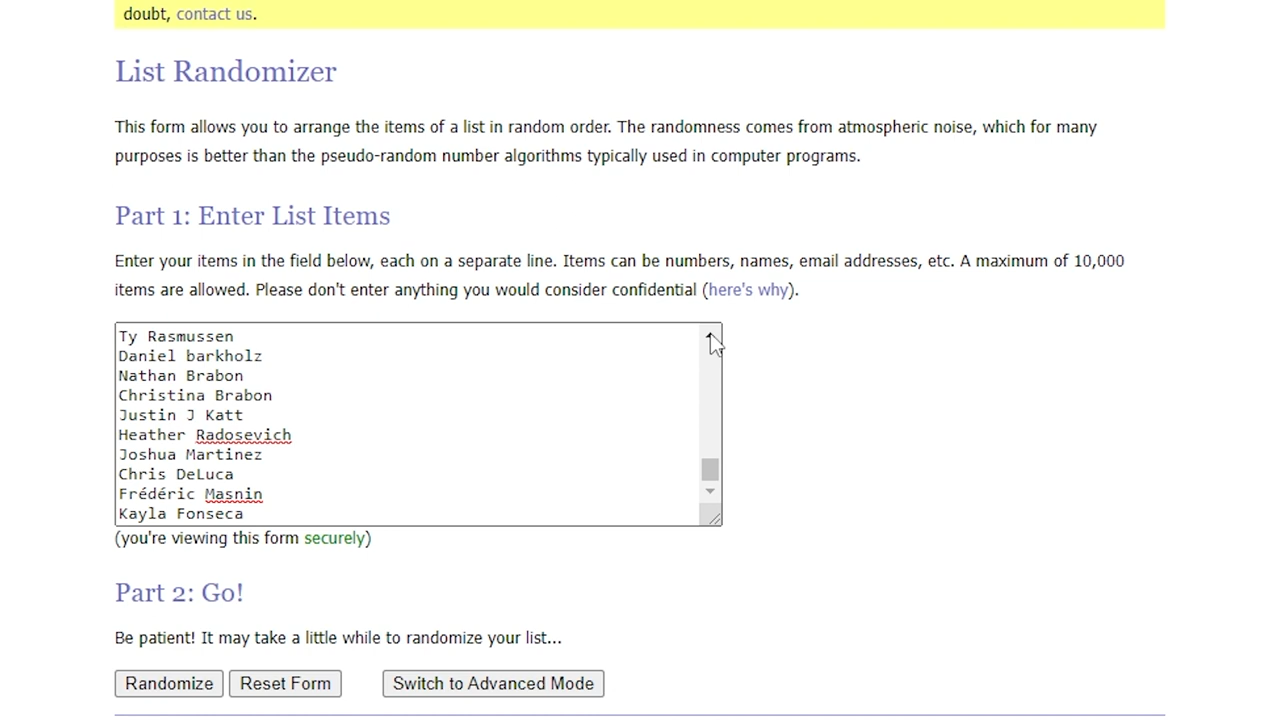 doubt, contact us.
List Randomizer
This form allows you to arrange the items of a list in random order. The randomness comes from atmospheric noise, which for many
purposes is better than the pseudo-random number algorithms typically used in computer programs.
Part 1: Enter List Items
Enter your items in the field below, each on a separate line. Items can be numbers, names, email addresses, etc. A maximum of 10,000
items are allowed. Please don't enter anything you would consider confidential (here's why).
Ty Rasmussen
Daniel barkholz
Nathan Brabon
Christina Brabon
Justin J Katt
Heather Radosevich
Joshua Martinez
Chris DeLuca
Frédéric Masnin
Kayla Fonseca
(you're viewing this form securely)
Part 2: Go!
Be patient! It may take a little while to randomize your list...
Randomize Reset Form Switch to Advanced Mode